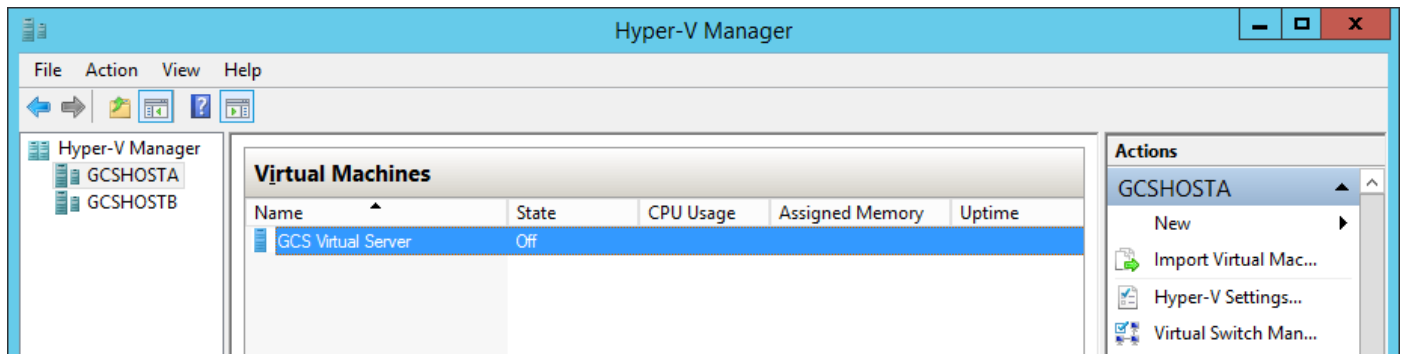 Hyper-V Manager
File Action View Help
Hyper-V Manager
GCSHOSTA
GCSHOSTB
Virtual Machines
Name State CPU Usage Assigned Memory Uptime
GCS Virtual Server Off
Actions
GCSHOSTA
New
Import Virtual Mac...
Hyper-V Settings...
Virtual Switch Man...